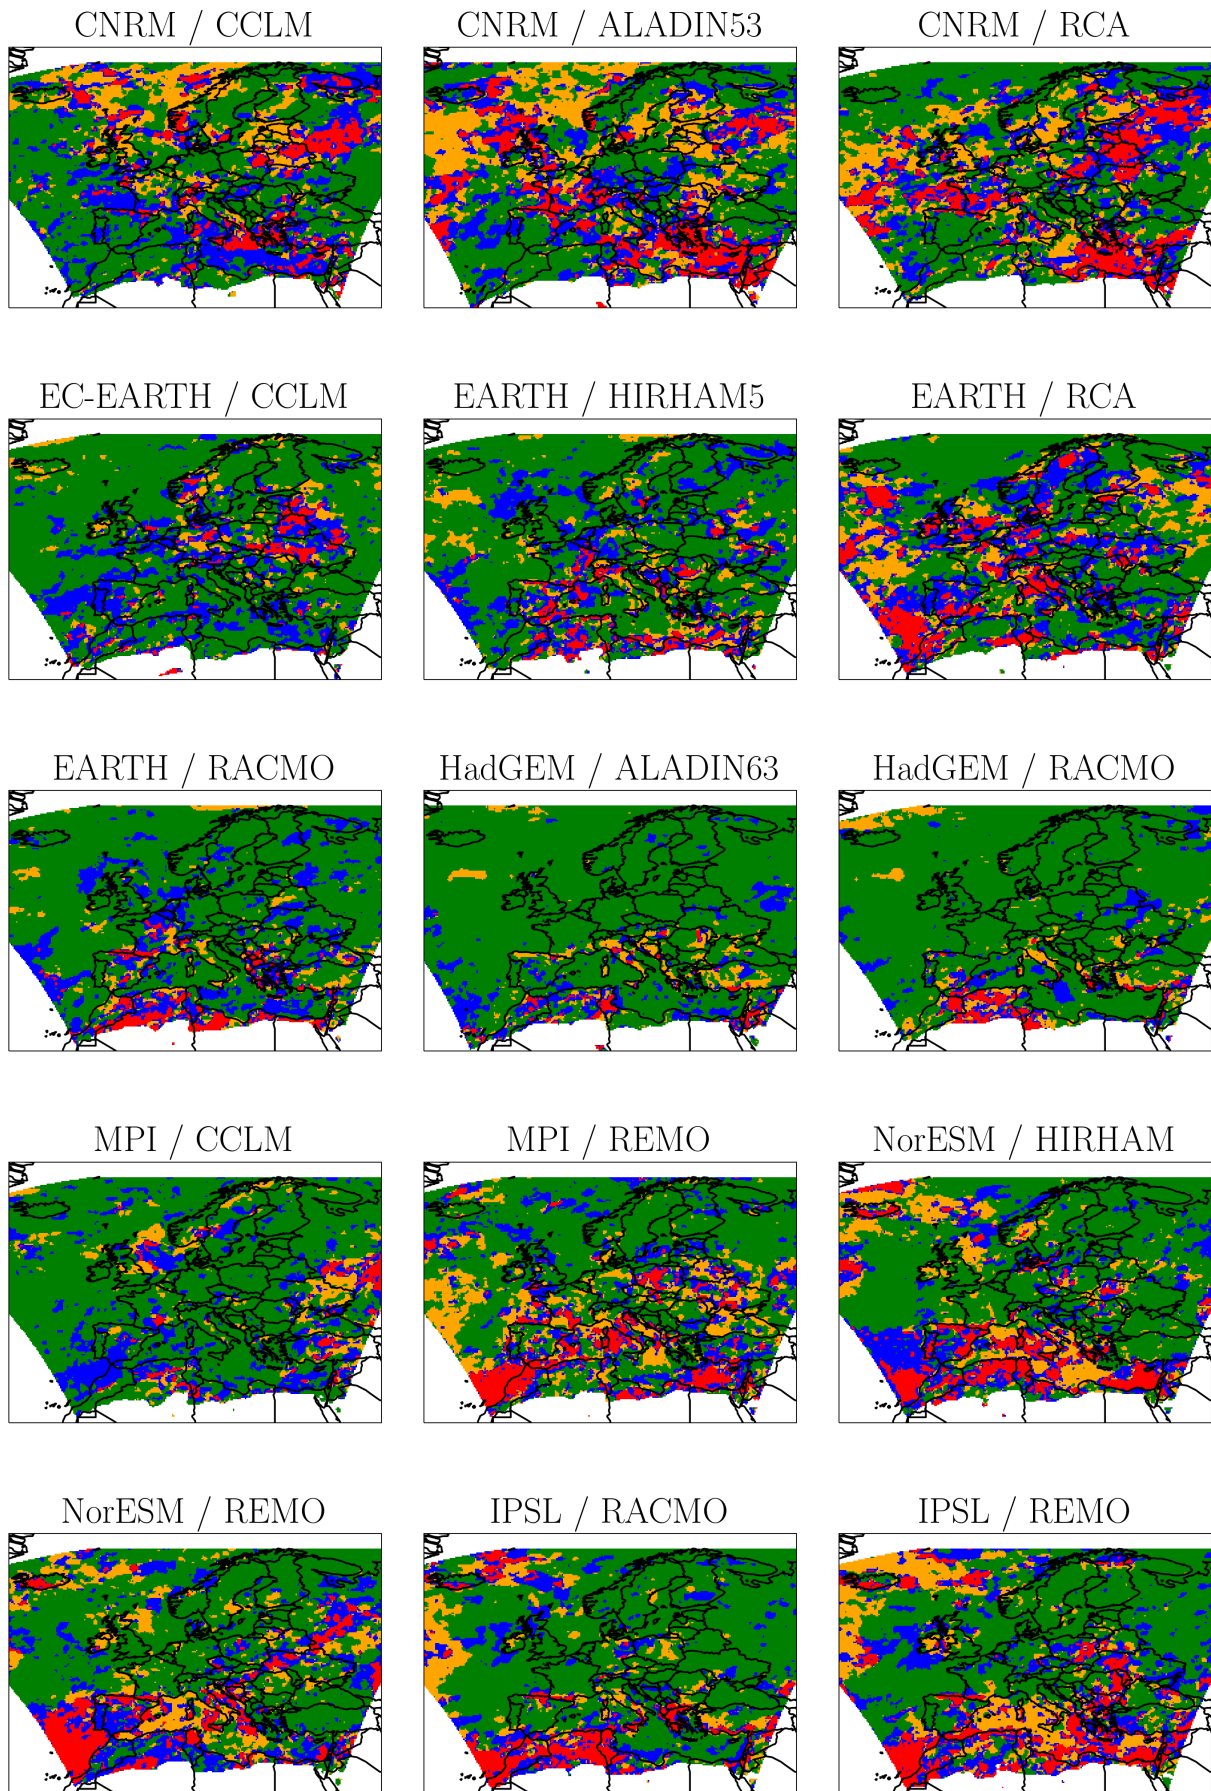 CNRM / CCLM
CNRM / ALADIN53
CNRM / RCA
EC-EARTH / CCLM
EARTH / HIRHAM5
EARTH / RCA
EARTH / RACMO
HadGEM / ALADIN63
HadGEM / RACMO
MPI / CCLM
MPI / REMO
NorESM / HIRHAM
NorESM / REMO
IPSL / RACMO
IPSL / REMO